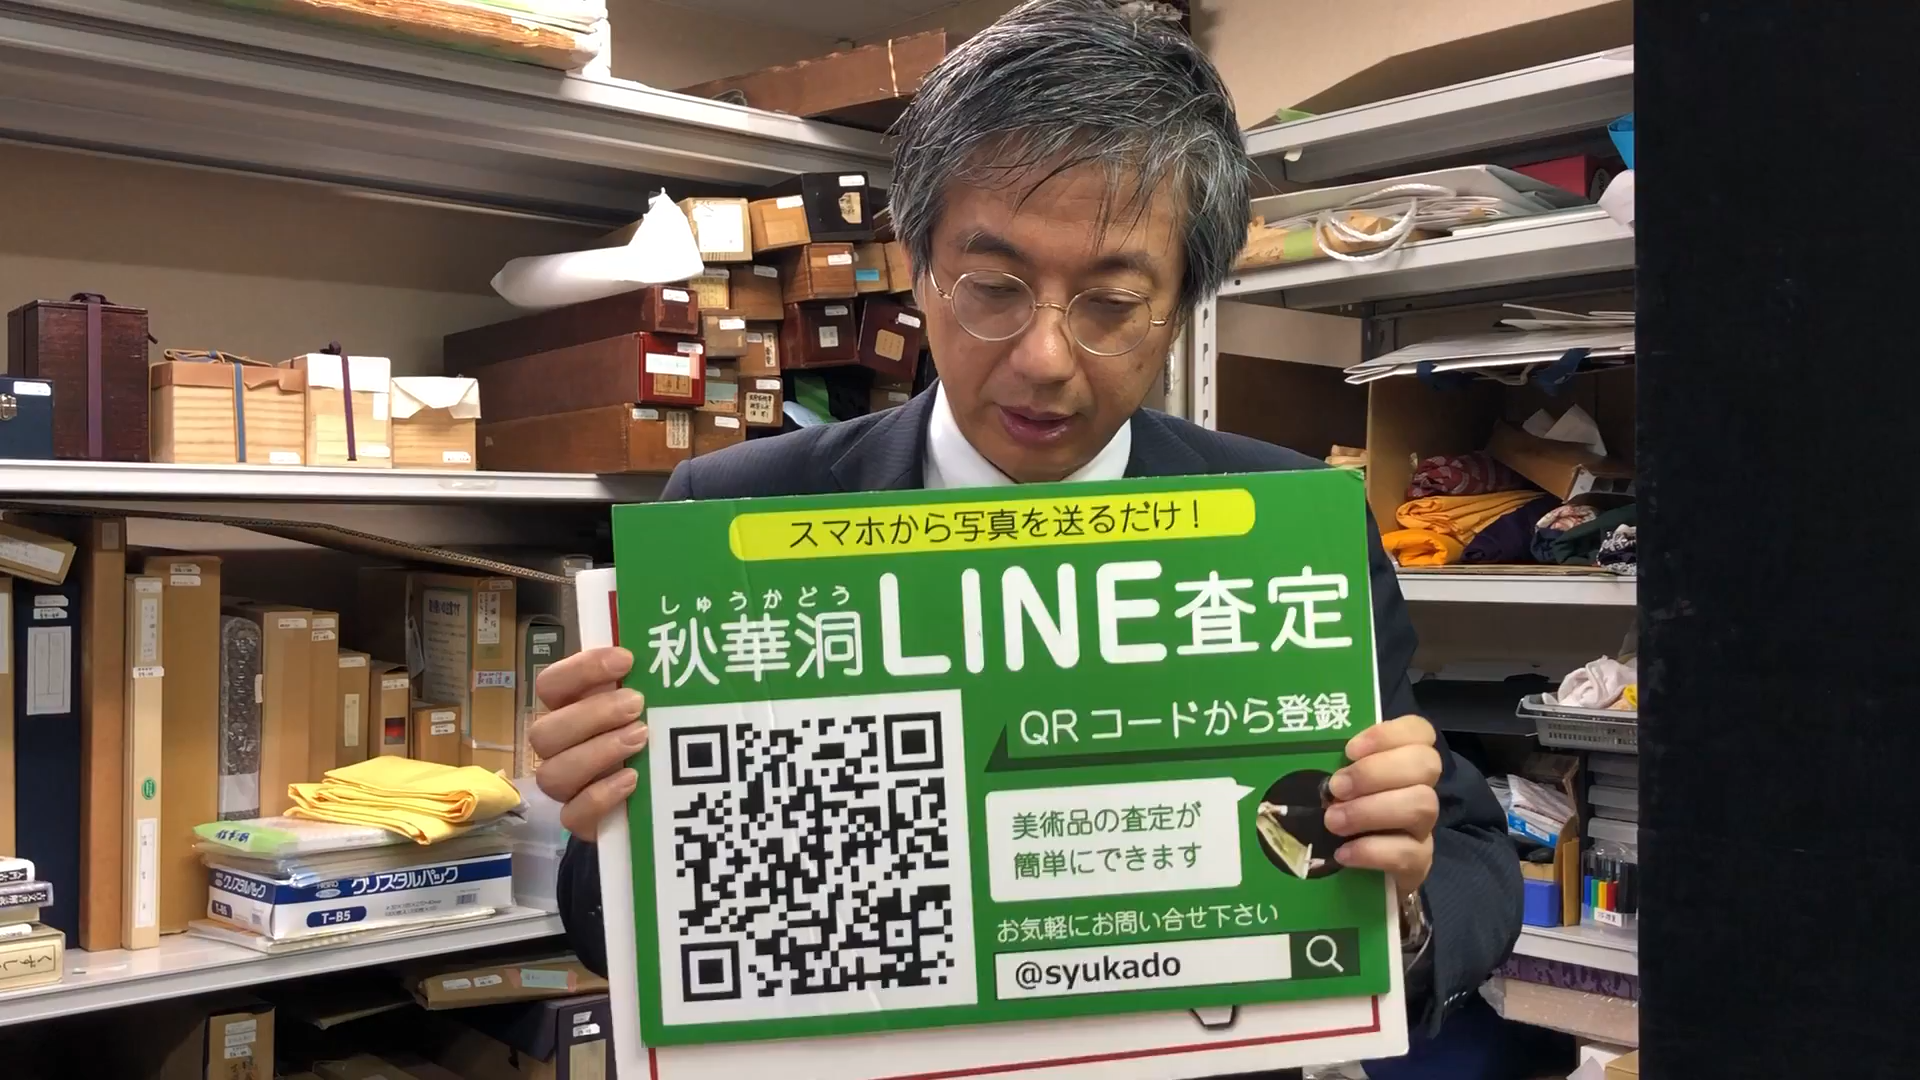 スマホから写真を送るだけ！
しゅうかどう
秋華洞LINE査定
QRコードから登録
美術品の査定が
簡単にできます
お気軽にお問い合せ下さい
@syukado
クリスタルパック
T-B5